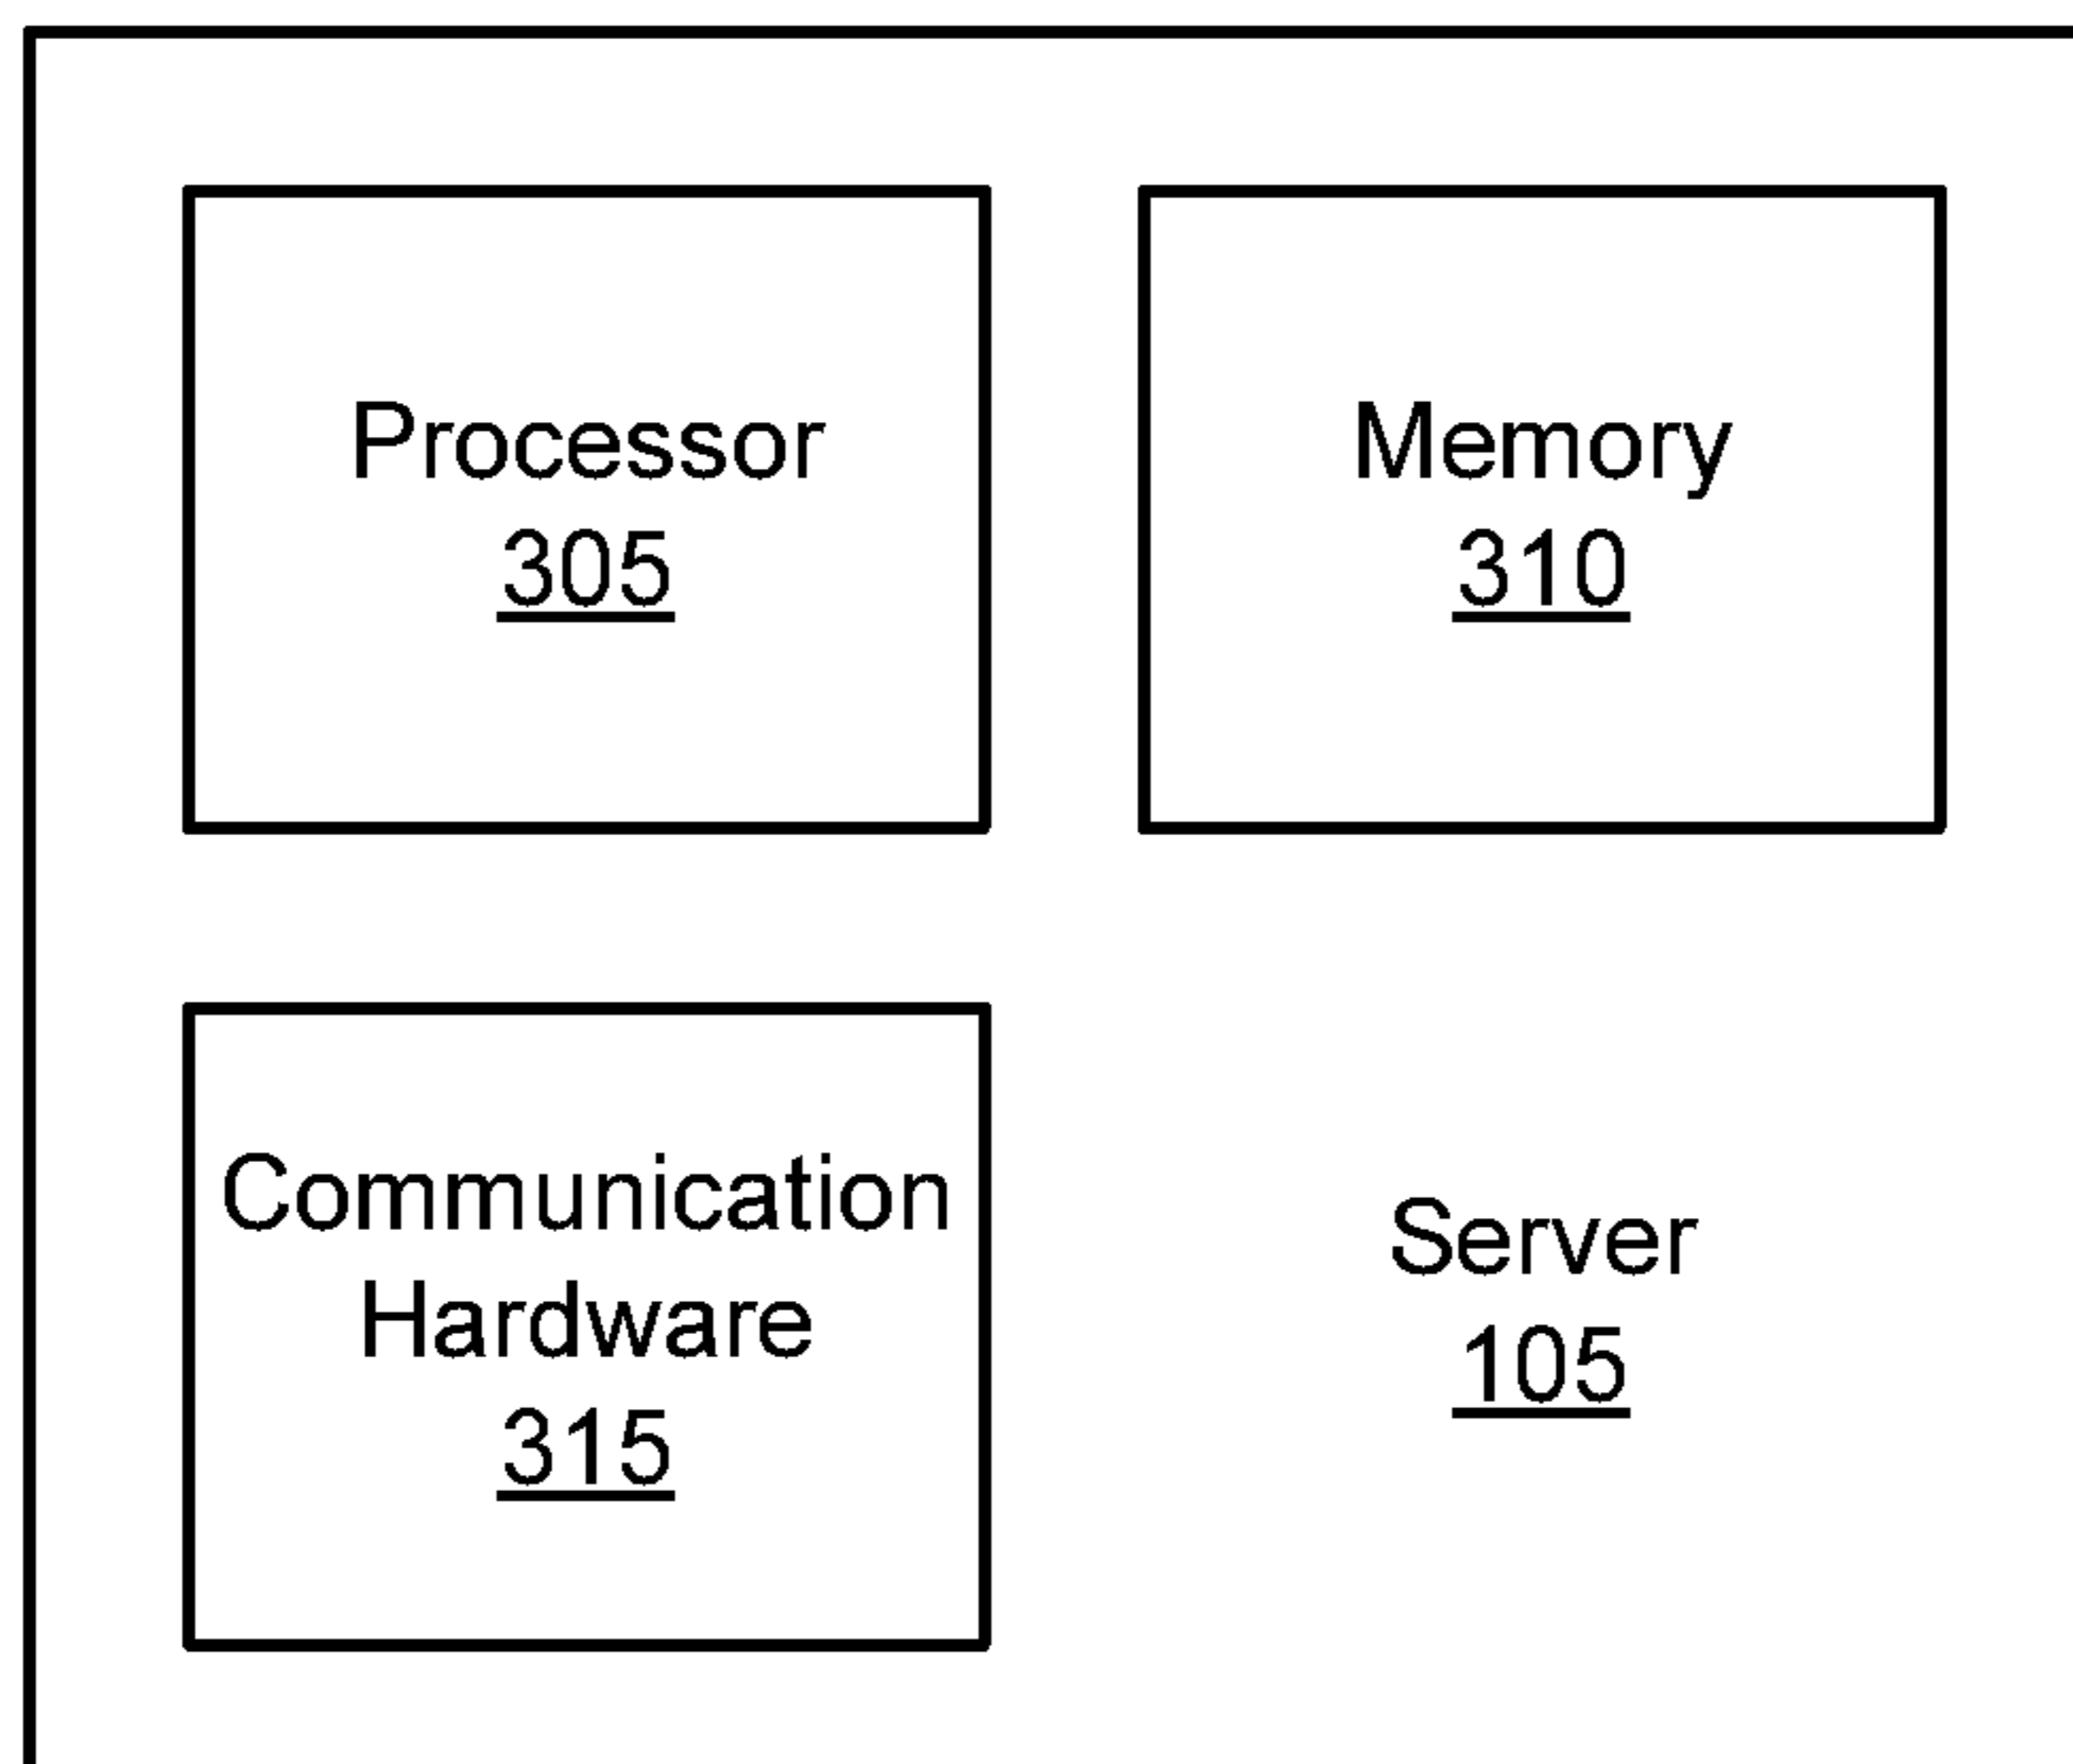 Processor
305
Memory
310
Communication
Hardware
315
Server
105